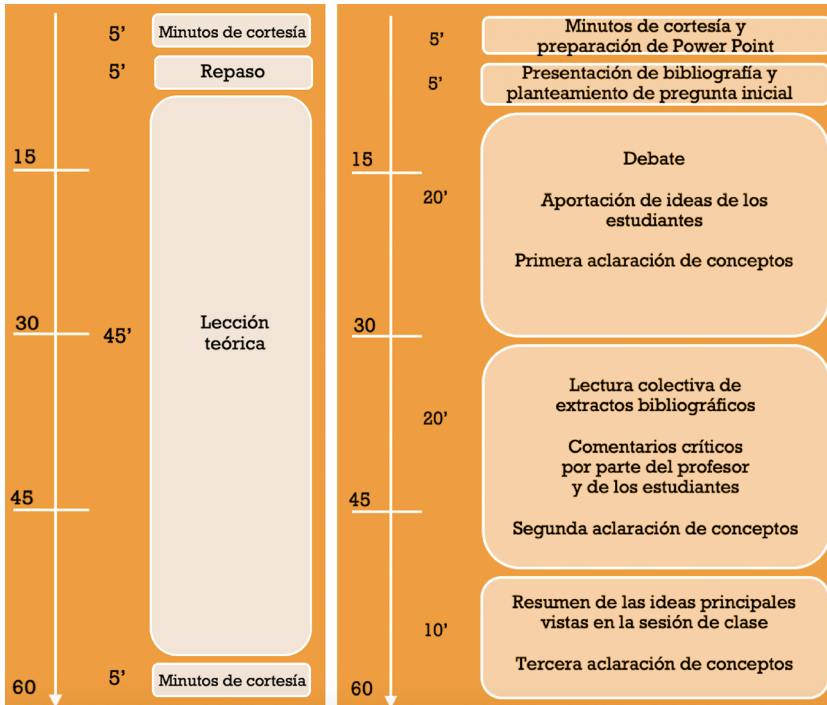 5’
Minutos de cortesía
5’
Repaso
15
30
45’
Lección
teórica
45
5’
Minutos de cortesía
60
5’
Minutos de cortesía y
preparación de Power Point
5’
Presentación de bibliografía y
planteamiento de pregunta inicial
15
20’
Debate
Aportación de ideas de los
estudiantes
Primera aclaración de conceptos
30
20’
Lectura colectiva de
extractos bibliográficos
Comentarios críticos
por parte del profesor
y de los estudiantes
45
Segunda aclaración de conceptos
10’
Resumen de las ideas principales
vistas en la sesión de clase
Tercera aclaración de conceptos
60